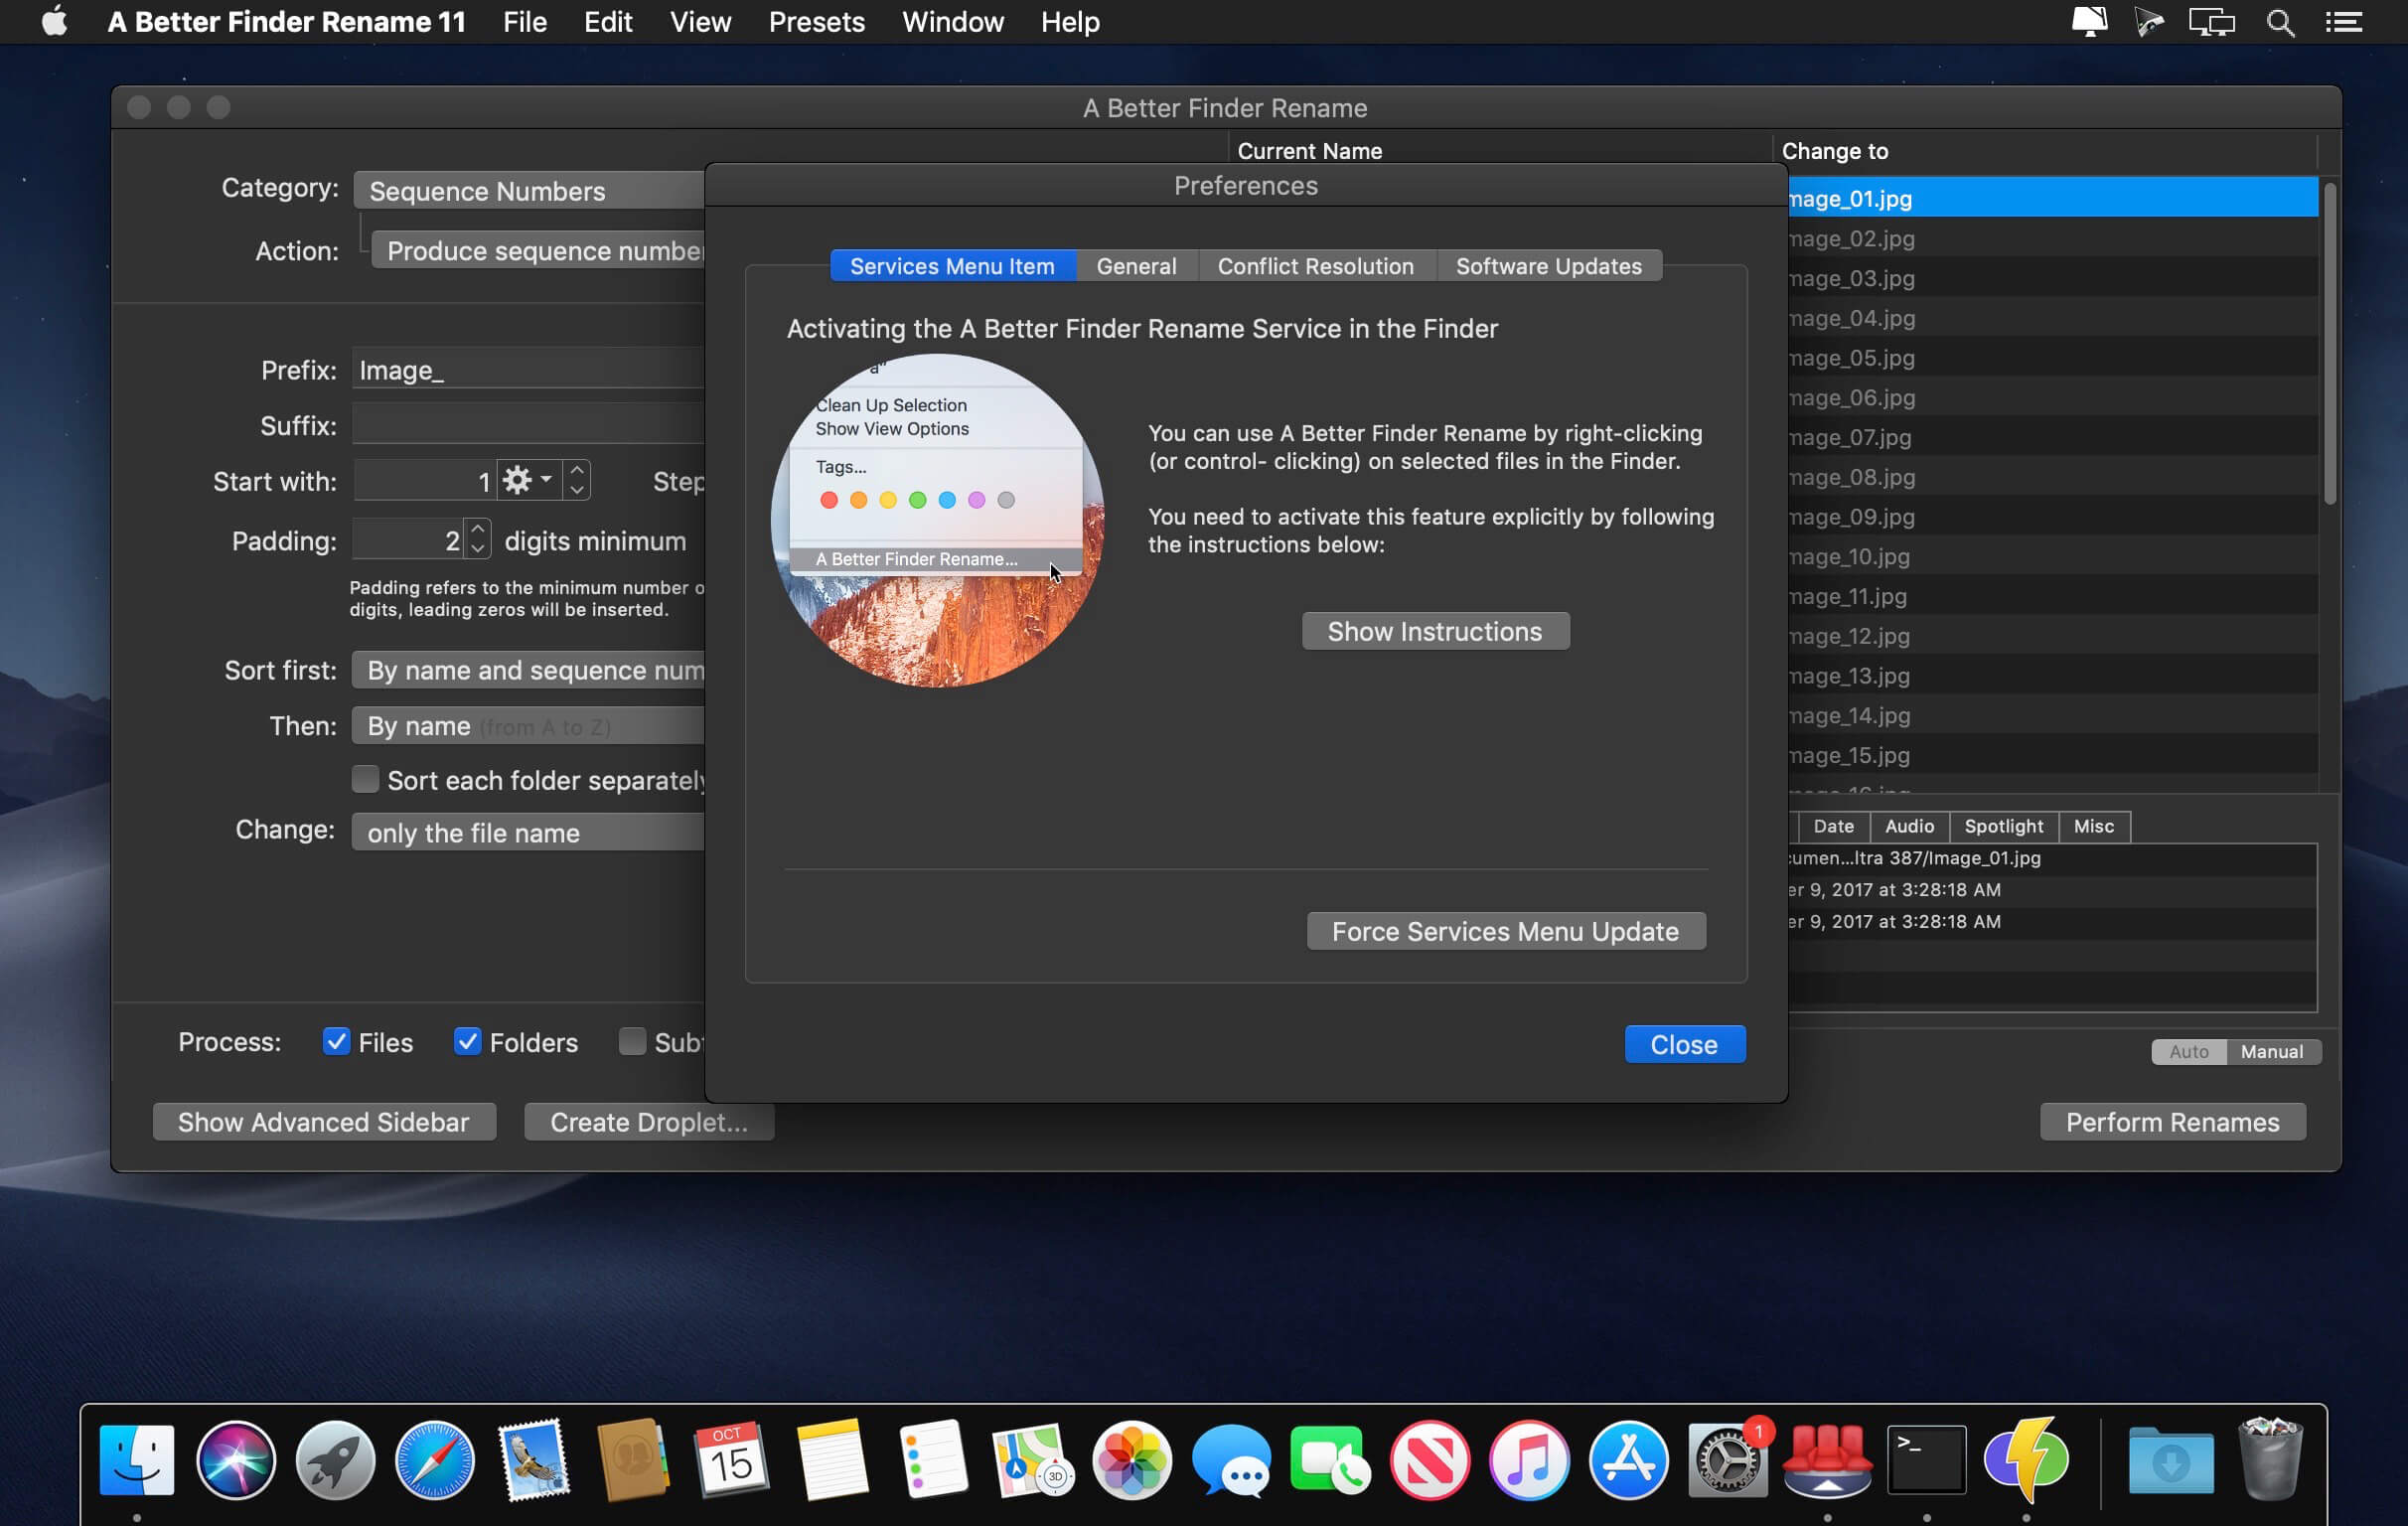 A Better Finder Rename 11 File Edit View Presets Window Help
A Better Finder Rename
Current Name Change to
Category: Sequence Numbers
Action: Produce sequence number
Prefix: Image_
Suffix:
Start with: 1 Step
Padding: 2 digits minimum
Padding refers to the minimum number o
digits, leading zeros will be inserted.
Sort first: By name and sequence num
Then: By name (from A to Z)
Sort each folder separately
Change: only the file name
Process: Files Folders Sub
Show Advanced Sidebar Create Droplet...
Preferences
Services Menu Item General Conflict Resolution Software Updates
Activating the A Better Finder Rename Service in the Finder
a"
Clean Up Selection
Show View Options
Tags...
A Better Finder Rename...
You can use A Better Finder Rename by right-clicking
(or control- clicking) on selected files in the Finder.
You need to activate this feature explicitly by following
the instructions below:
Show Instructions
Force Services Menu Update
Close
mage_01.jpg
mage_02.jpg
mage_03.jpg
mage_04.jpg
mage_05.jpg
mage_06.jpg
mage_07.jpg
mage_08.jpg
mage_09.jpg
mage_10.jpg
mage_11.jpg
mage_12.jpg
mage_13.jpg
mage_14.jpg
mage_15.jpg
Date Audio Spotlight Misc
cumen...ltra 387/Image_01.jpg
er 9, 2017 at 3:28:18 AM
er 9, 2017 at 3:28:18 AM
Auto Manual
Perform Renames
OCT
15
3D
1
>_